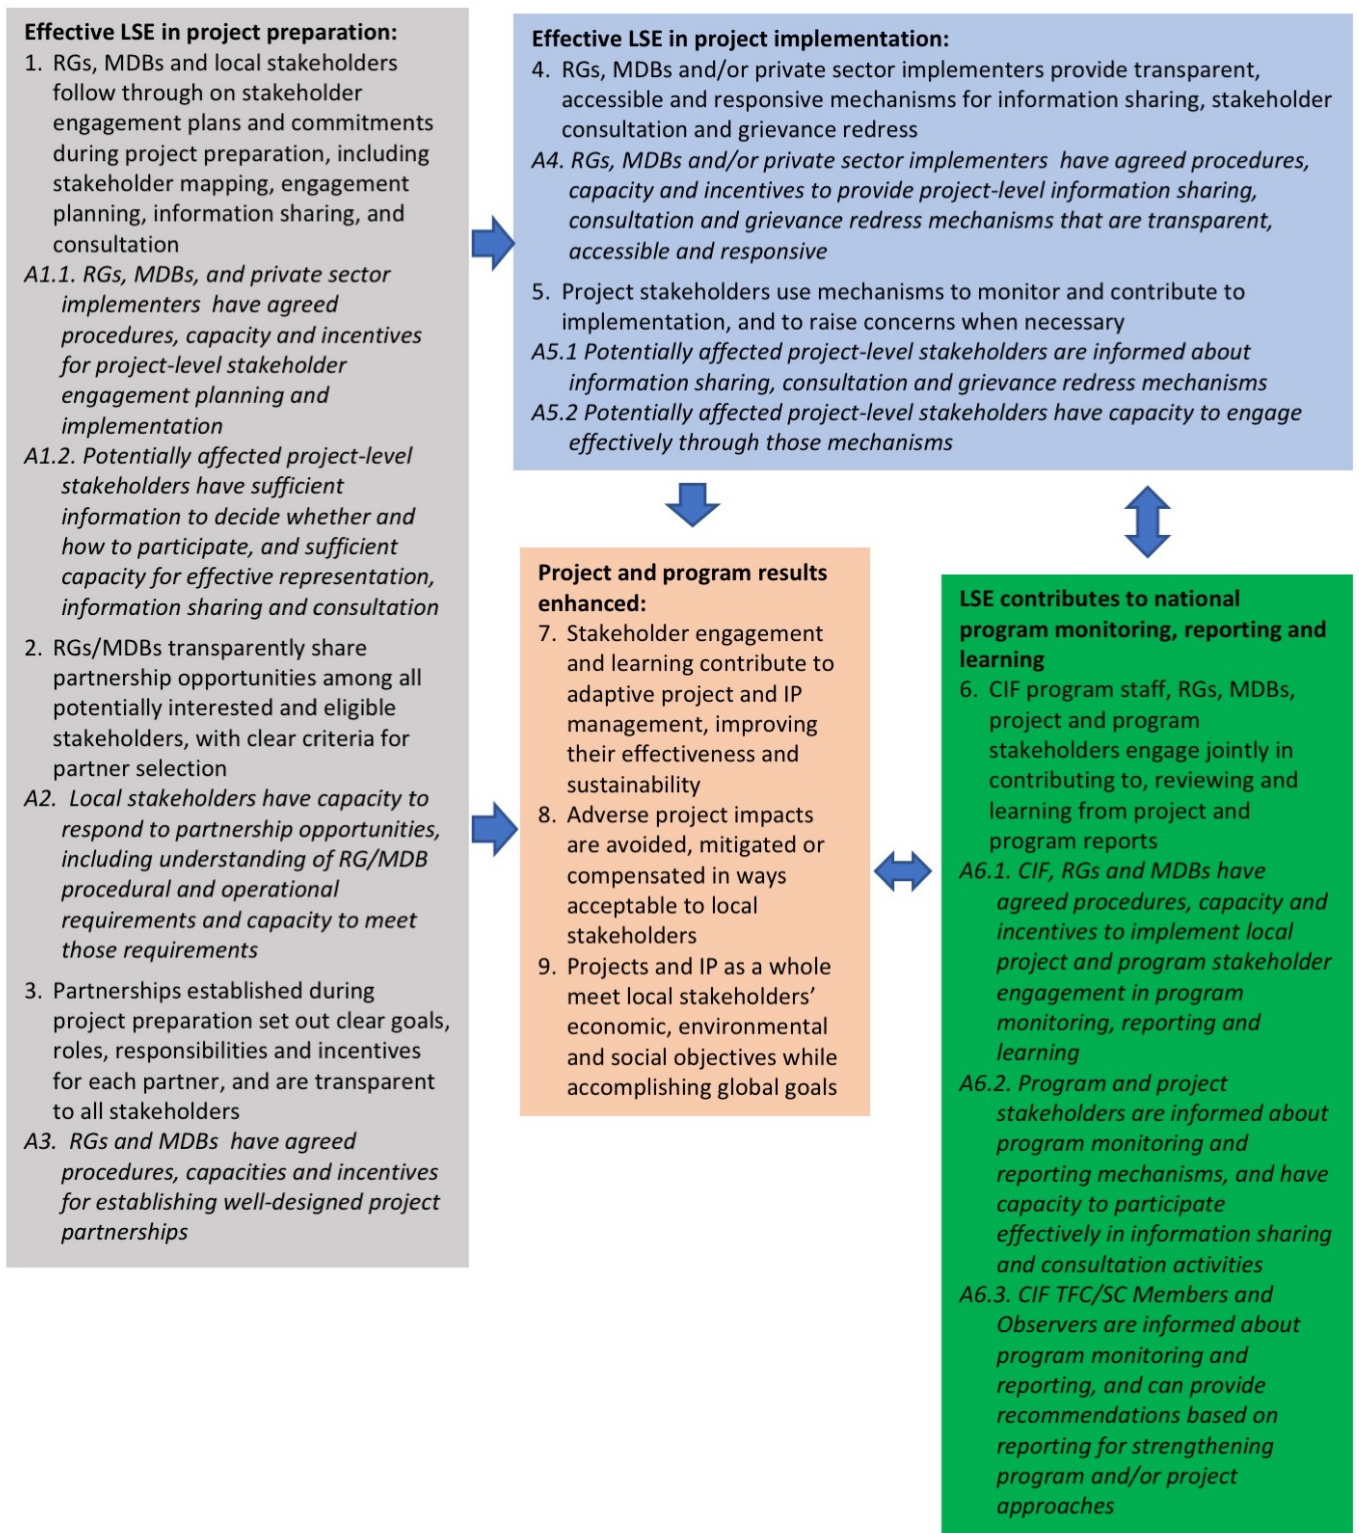 Effective LSE in project preparation:
1. RGs, MDBs and local stakeholders
follow through on stakeholder
engagement plans and commitments
during project preparation, including
stakeholder mapping, engagement
planning, information sharing, and
consultation
A1.1. RGs, MDBs, and private sector
implementers have agreed
procedures, capacity and incentives
for project-level stakeholder
engagement planning and
implementation
A1.2. Potentially affected project-level
stakeholders have sufficient
information to decide whether and
how to participate, and sufficient
capacity for effective representation,
information sharing and consultation
2. RGs/MDBs transparently share
partnership opportunities among all
potentially interested and eligible
stakeholders, with clear criteria for
partner selection
A2. Local stakeholders have capacity to
respond to partnership opportunities,
including understanding of RG/MDB
procedural and operational
requirements and capacity to meet
those requirements
3. Partnerships established during
project preparation set out clear goals,
roles, responsibilities and incentives
for each partner, and are transparent
to all stakeholders
A3. RGs and MDBs have agreed
procedures, capacities and incentives
for establishing well-designed project
partnerships
Effective LSE in project implementation:
4. RGs, MDBs and/or private sector implementers provide transparent,
accessible and responsive mechanisms for information sharing, stakeholder
consultation and grievance redress
A4. RGs, MDBs and/or private sector implementers have agreed procedures,
capacity and incentives to provide project-level information sharing,
consultation and grievance redress mechanisms that are transparent,
accessible and responsive
5. Project stakeholders use mechanisms to monitor and contribute to
implementation, and to raise concerns when necessary
A5.1 Potentially affected project-level stakeholders are informed about
information sharing, consultation and grievance redress mechanisms
A5.2 Potentially affected project-level stakeholders have capacity to engage
effectively through those mechanisms
Project and program results
enhanced:
7. Stakeholder engagement
and learning contribute to
adaptive project and IP
management, improving
their effectiveness and
sustainability
8. Adverse project impacts
are avoided, mitigated or
compensated in ways
acceptable to local
stakeholders
9. Projects and IP as a whole
meet local stakeholders'
economic, environmental
and social objectives while
accomplishing global goals
LSE contributes to national
program monitoring, reporting and
learning
6. CIF program staff, RGs, MDBs,
project and program
stakeholders engage jointly in
contributing to, reviewing and
learning from project and
program reports
A6.1. CIF, RGs and MDBs have
agreed procedures, capacity and
incentives to implement local
project and program stakeholder
engagement in program
monitoring, reporting and
learning
A6.2. Program and project
stakeholders are informed about
program monitoring and
reporting mechanisms, and have
capacity to participate
effectively in information sharing
and consultation activities
A6.3. CIF TFC/SC Members and
Observers are informed about
program monitoring and
reporting, and can provide
recommendations based on
reporting for strengthening
program and/or project
approaches